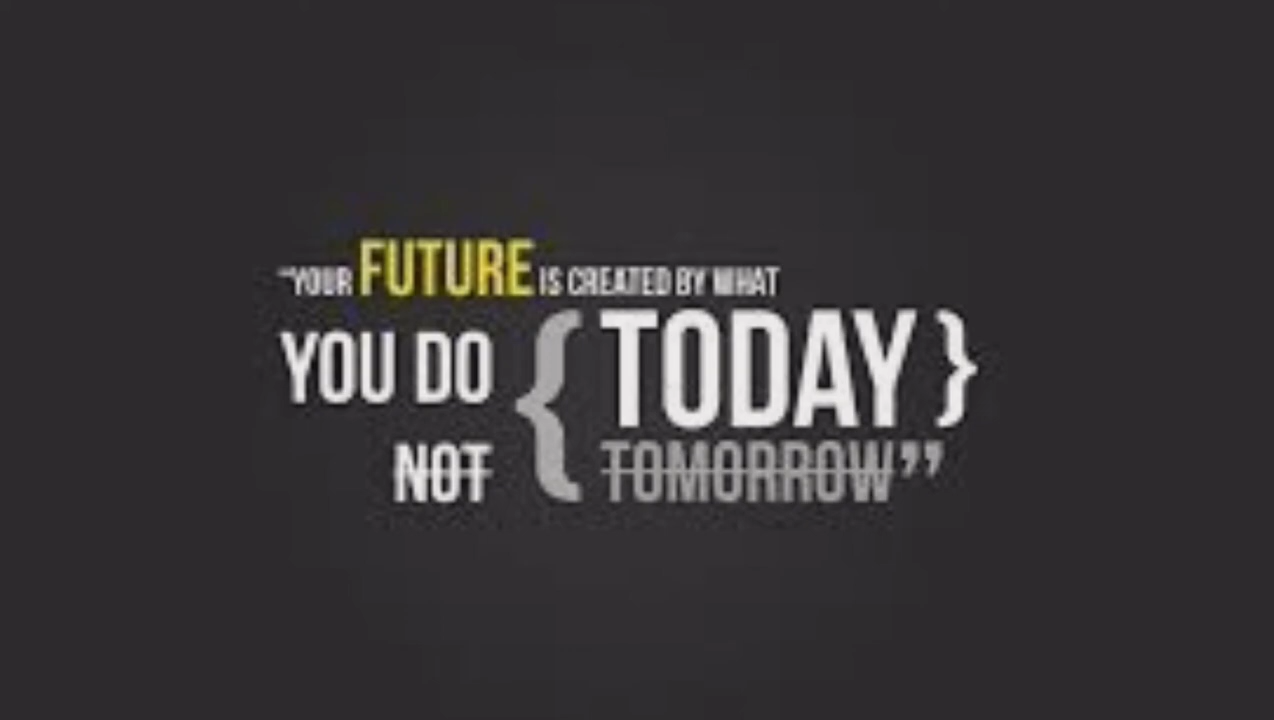 "YOUR FUTURE IS CREATED BY WHAT
YOU DO { TODAY }
NOT TOMORROW”